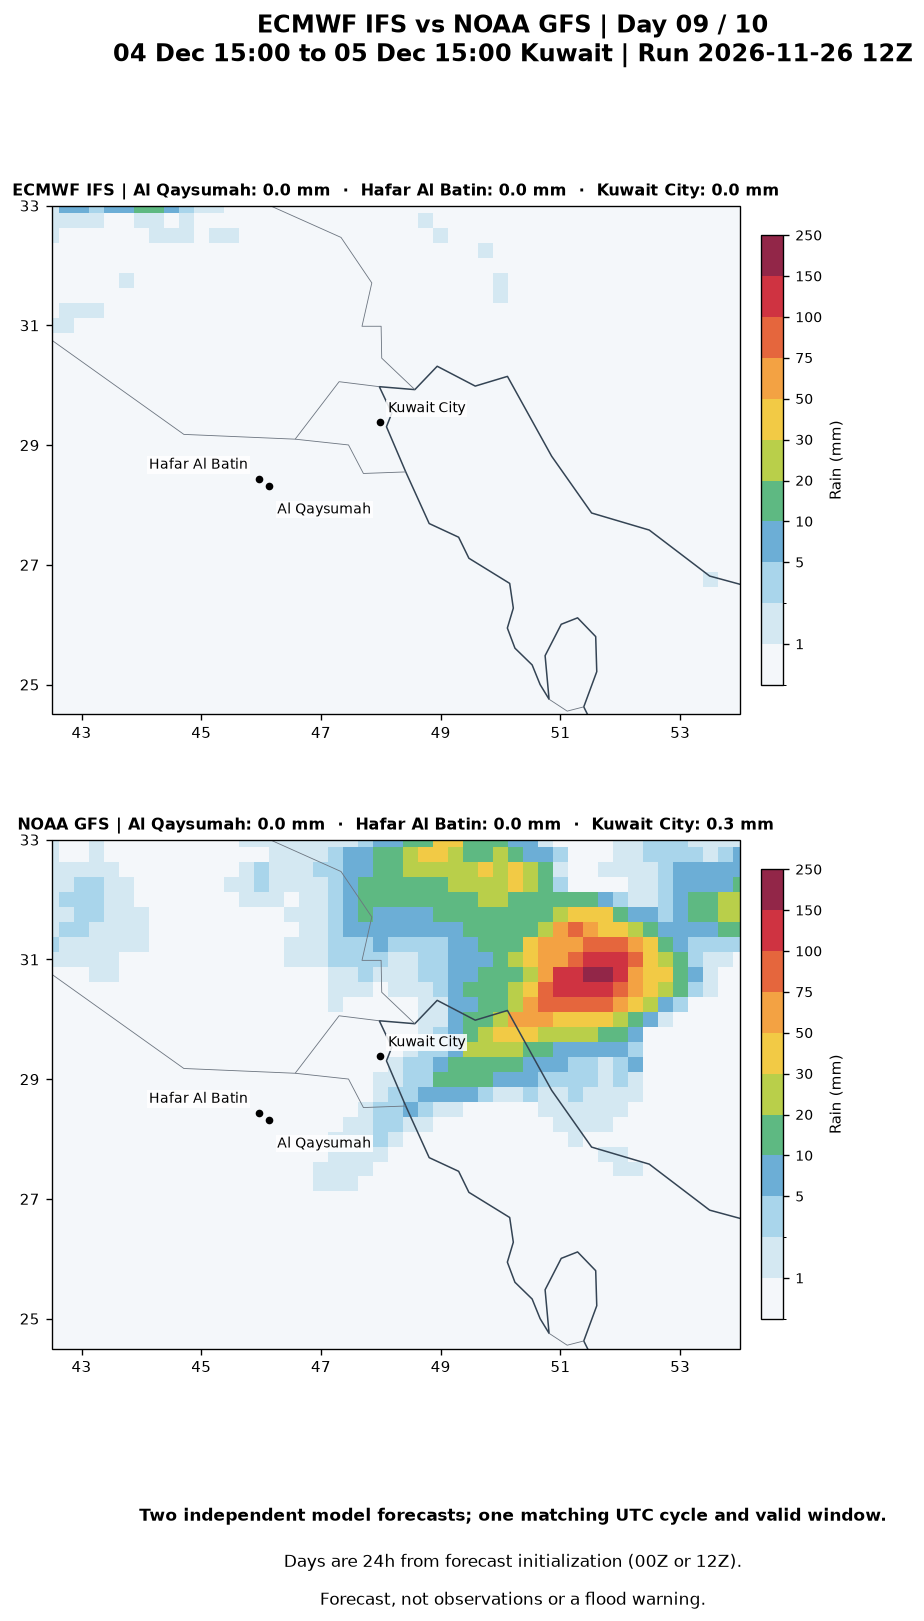 ECMWF IFS vs NOAA GFS | Day 09 / 10
04 Dec 15:00 to 05 Dec 15:00 Kuwait | Run 2026-11-26 12Z
ECMWF IFS | Al Qaysumah: 0.0 mm · Hafar Al Batin: 0.0 mm · Kuwait City: 0.0 mm
33
31
29
27
25
Kuwait City
Hafar Al Batin
Al Qaysumah
43 45 47 49 51 53
250
150
100
75
50
30
20
10
5
1
Rain (mm)
NOAA GFS | Al Qaysumah: 0.0 mm · Hafar Al Batin: 0.0 mm · Kuwait City: 0.3 mm
33
31
29
27
25
Kuwait City
Hafar Al Batin
Al Qaysumah
43 45 47 49 51 53
250
150
100
75
50
30
20
10
5
1
Rain (mm)
Two independent model forecasts; one matching UTC cycle and valid window.
Days are 24h from forecast initialization (00Z or 12Z).
Forecast, not observations or a flood warning.